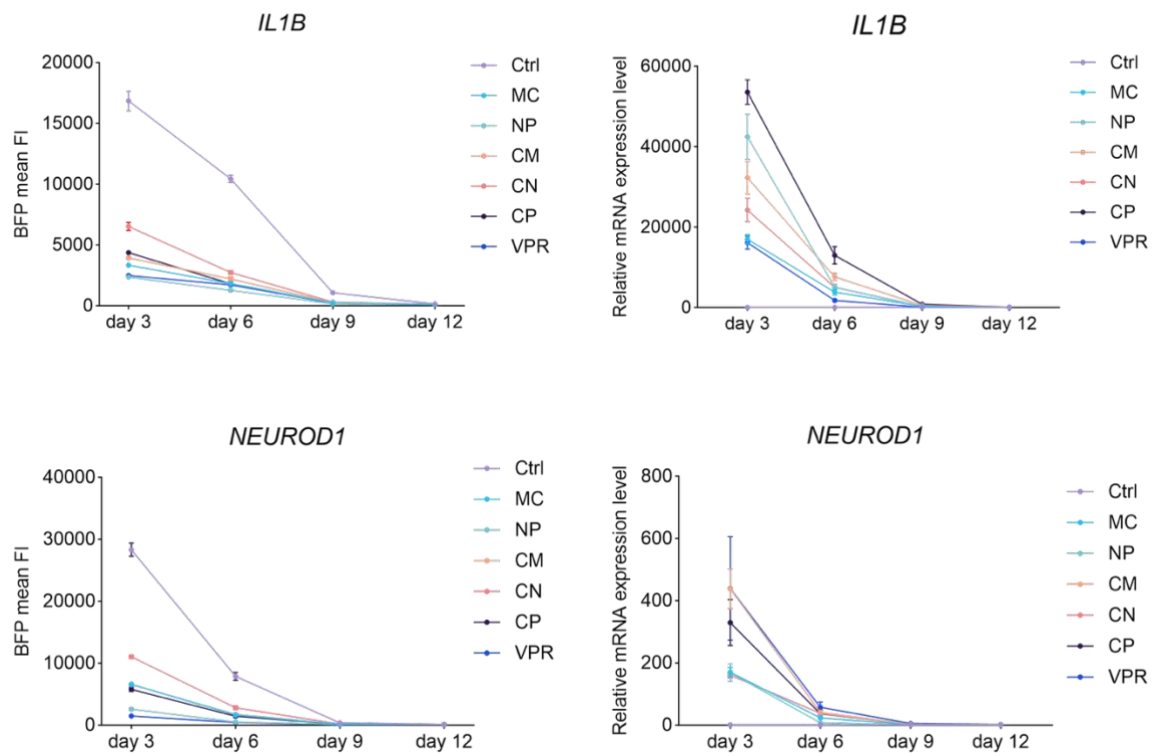 IL1B
BFP mean FI
20000
15000
10000
5000
0
day 3 day 6 day 9 day 12
Ctrl
MC
NP
CM
CN
CP
VPR
IL1B
Relative mRNA expression level
60000
40000
20000
0
day 3 day 6 day 9 day 12
Ctrl
MC
NP
CM
CN
CP
VPR
NEUROD1
BFP mean FI
40000
30000
20000
10000
0
day 3 day 6 day 9 day 12
Ctrl
MC
NP
CM
CN
CP
VPR
NEUROD1
Relative mRNA expression level
800
600
400
200
0
day 3 day 6 day 9 day 12
Ctrl
MC
NP
CM
CN
CP
VPR